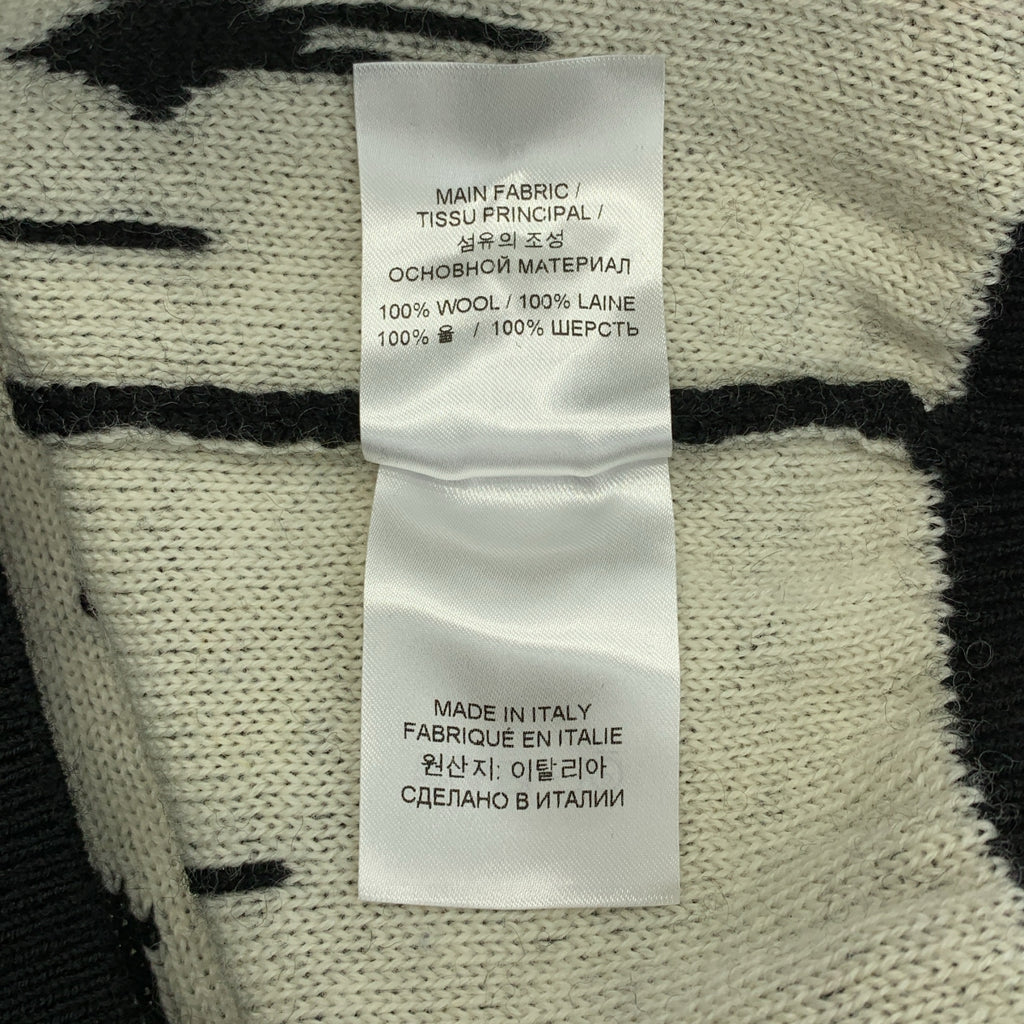 MAIN FABRIC /
TISSU PRINCIPAL /
섬유의 조성
ОСНОВНОЙ МАТЕРИАЛ
100% WOOL / 100% LAINE
100% 울 / 100% ШЕРСТЬ
MADE IN ITALY
FABRIQUÉ EN ITALIE
원산지: 이탈리아
СДЕЛАНО В ИТАЛИИ